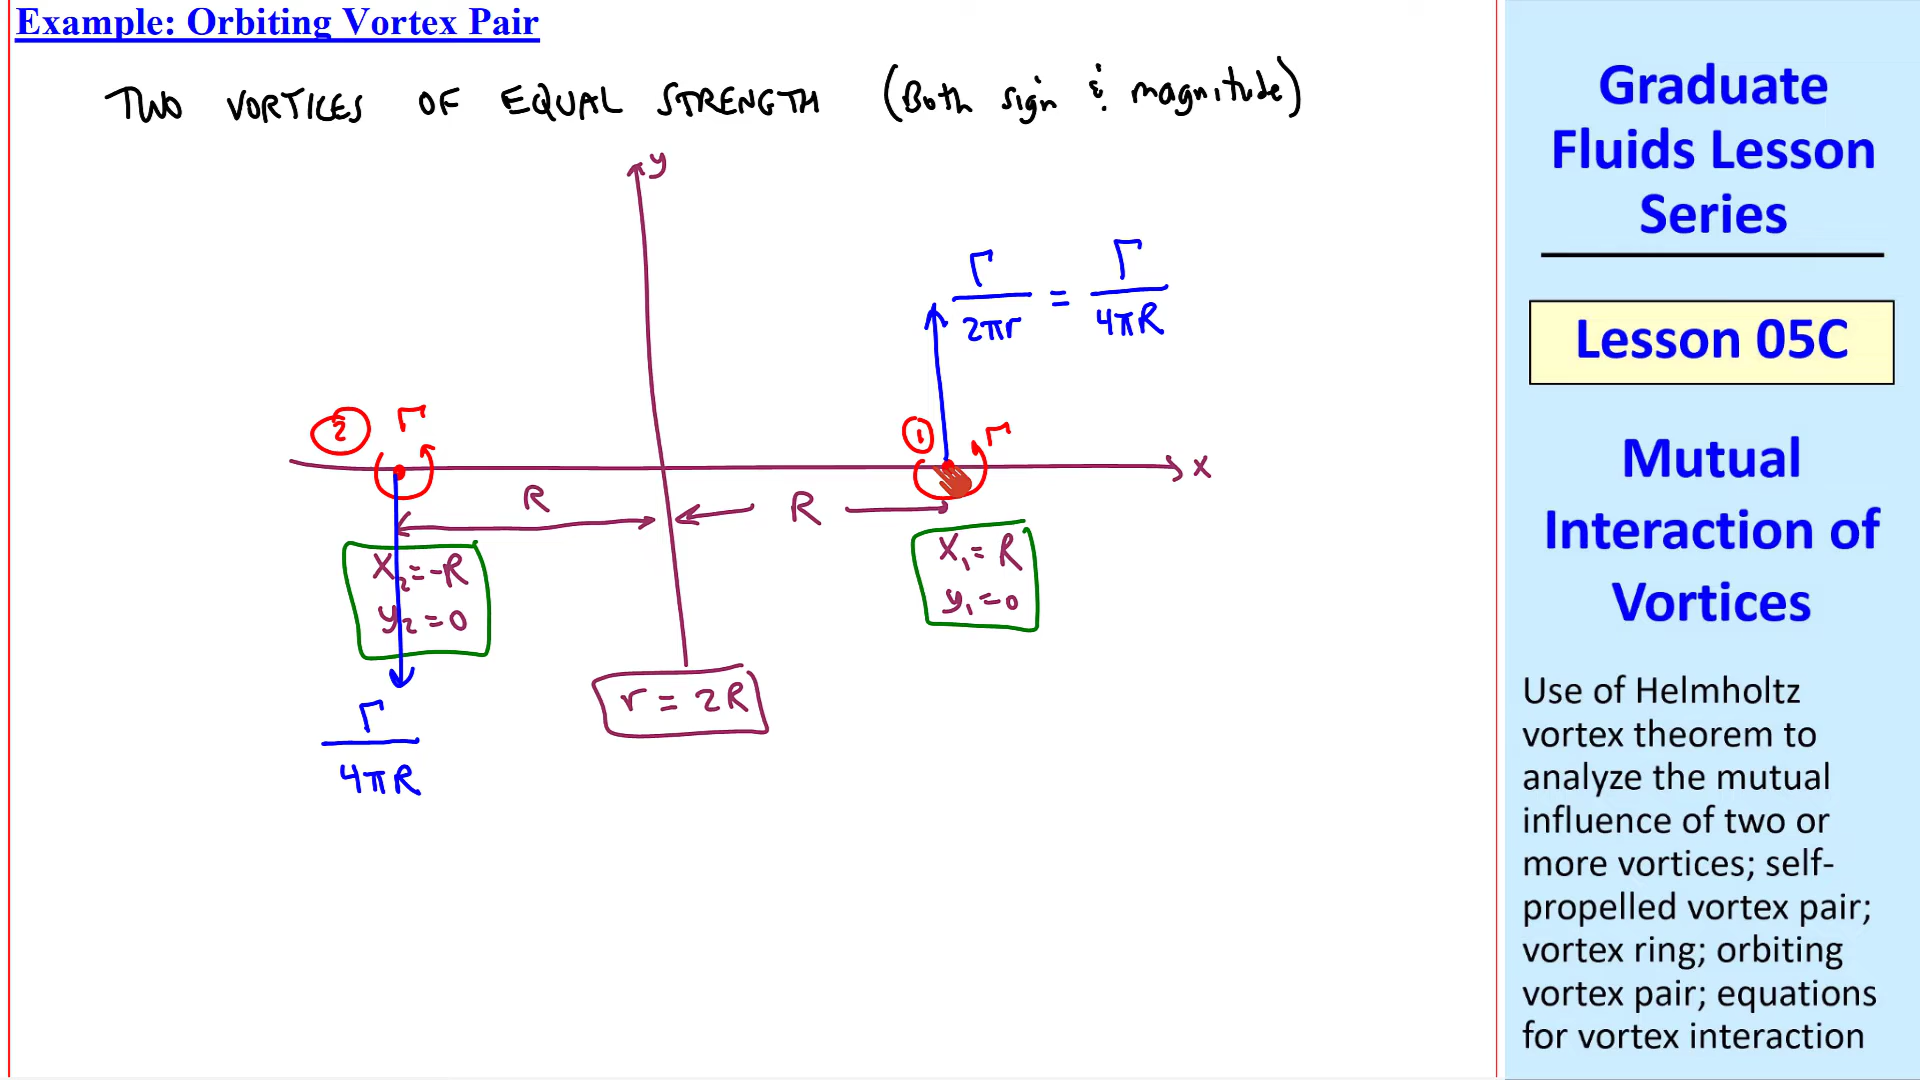 Example: Orbiting Vortex Pair
TWO VORTICES OF EQUAL STRENGTH (Both sign & magnitude)
y
Γ/2πr = Γ/4πR
② Γ
① Γ
x
R
R
x₂ = -R
y₂ = 0
x₁ = R
y₁ = 0
r = 2R
Γ/4πR
Graduate
Fluids Lesson
Series
Lesson 05C
Mutual
Interaction of
Vortices
Use of Helmholtz
vortex theorem to
analyze the mutual
influence of two or
more vortices; self-
propelled vortex pair;
vortex ring; orbiting
vortex pair; equations
for vortex interaction